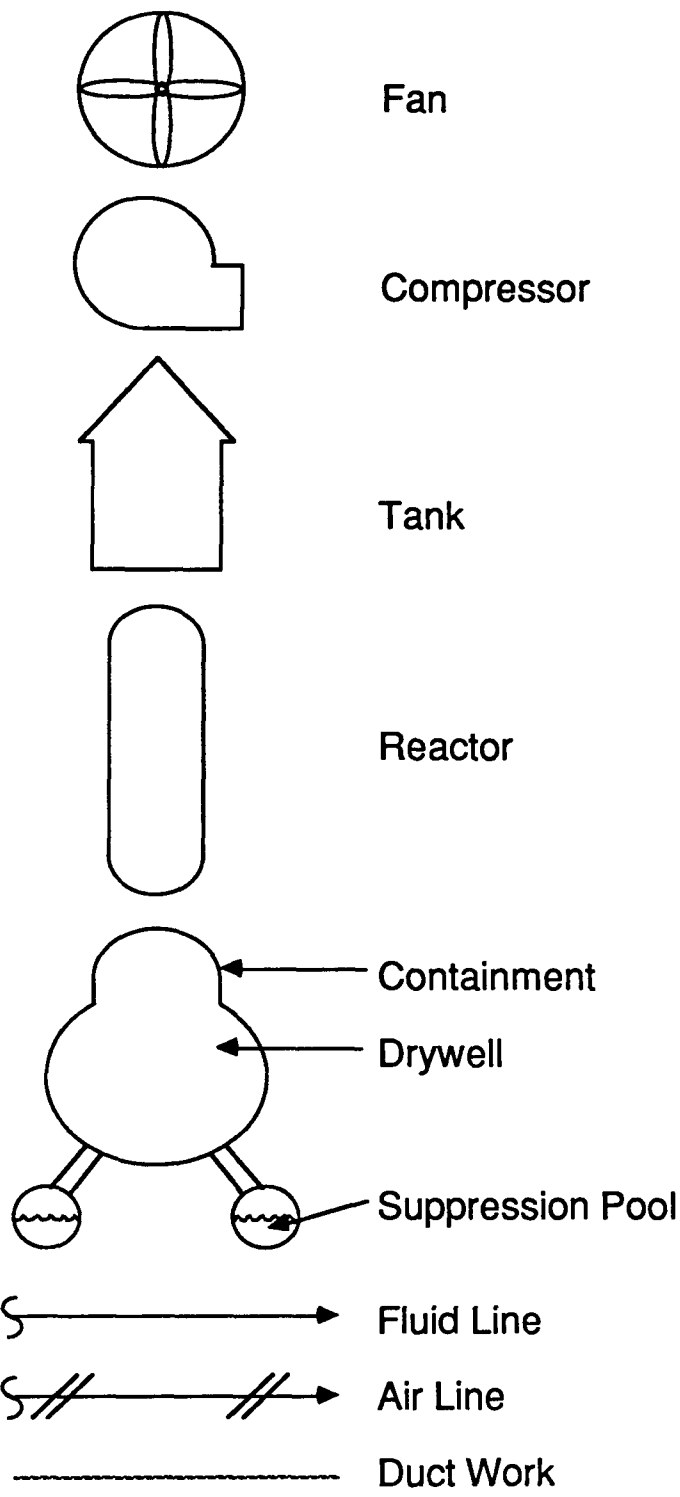 Fan
Compressor
Tank
Reactor
Containment
Drywell
Suppression Pool
Fluid Line
Air Line
Duct Work